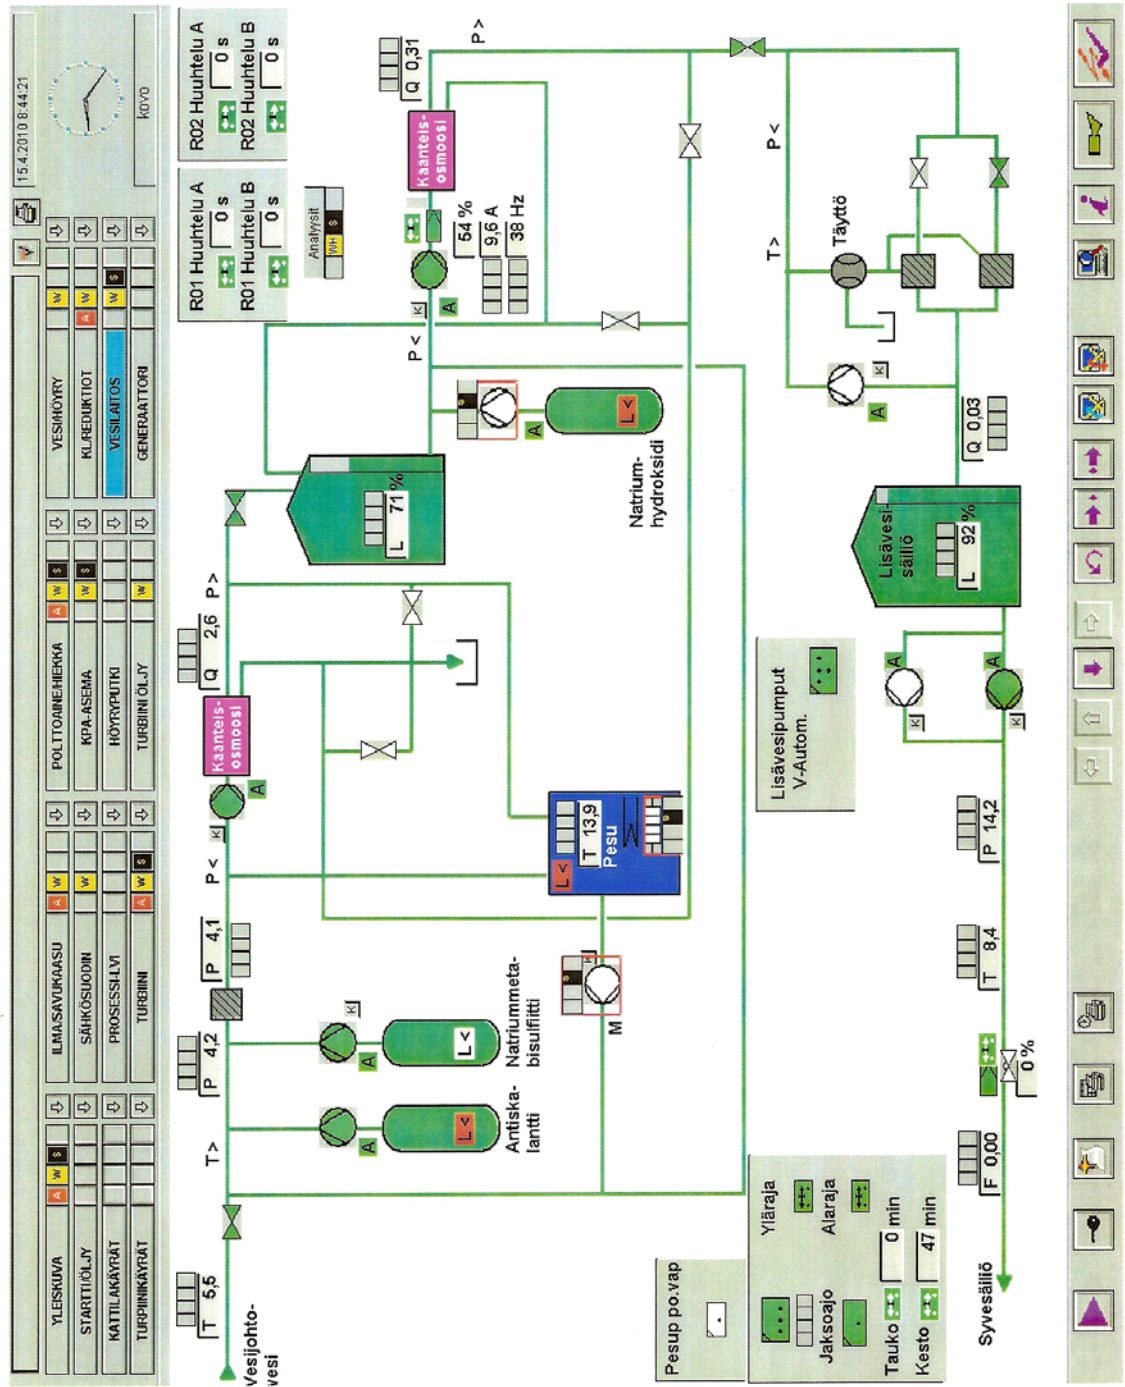 15.4.2010 8:44:21
YLEISKUVA A W S
ILMA/SAVUKAASU A W
POLTTOAINE/HIEKKA A W S
VESI/HÖYRY W
STARTTIÖLJY
SÄHKÖSUODIN W
KPA-ASEMA W S
KL/REDUKTIOT A W
KATTILAKÄYRÄT
PROSESSI-LVI
HÖYRYPUTKI
VESILAITOS W S
TURPIINIKÄYRÄT
TURBIINI A W S
TURBIINI ÖLJY W
GENERAATTORI
kovo
R01 Huuhtelu A
0 s
R01 Huuhtelu B
0 s
R02 Huuhtelu A
0 s
R02 Huuhtelu B
0 s
Analyysit
WH S
T 5,5
Vesijohto-
vesi
T>
P 4,2
P 4,1
P<
K
A
Käänteis-
osmoosi
Q 2,6
P>
A
Antiska-
lantti
L<
A
K
Natriummeta-
bisulfiitti
L<
L 71 %
P<
K
A
54 %
9,6 A
38 Hz
Käänteis-
osmoosi
Q 0,31
P>
S
A
L<
Natrium-
hydroksidi
M
S
K
L<
T 13,9
Pesu
S
Pesup po.vap
Yläraja
Jaksoajo
Alaraja
Tauko 0 min
Kesto 47 min
Lisävesipumput
V-Autom.
Syvesäiliö
F 0,00
0 %
T 8,4
P 14,2
K
A
K
A
Lisävesi-
säiliö
L 92 %
Q 0,03
A
K
T>
Täyttö
P<